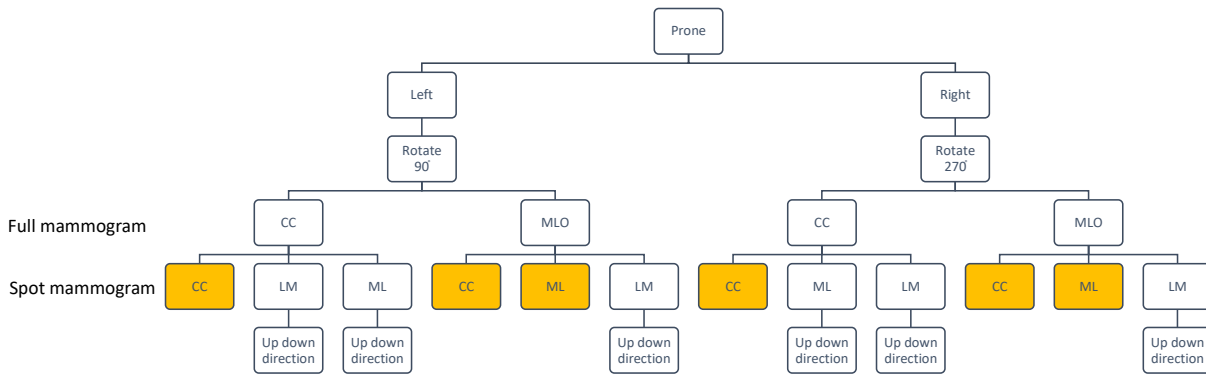 Prone
Left
Right
Rotate
90°
Rotate
270°
Full mammogram
CC
MLO
CC
MLO
Spot mammogram
CC
LM
ML
CC
ML
LM
CC
ML
LM
CC
ML
LM
Up down
direction
Up down
direction
Up down
direction
Up down
direction
Up down
direction
Up down
direction